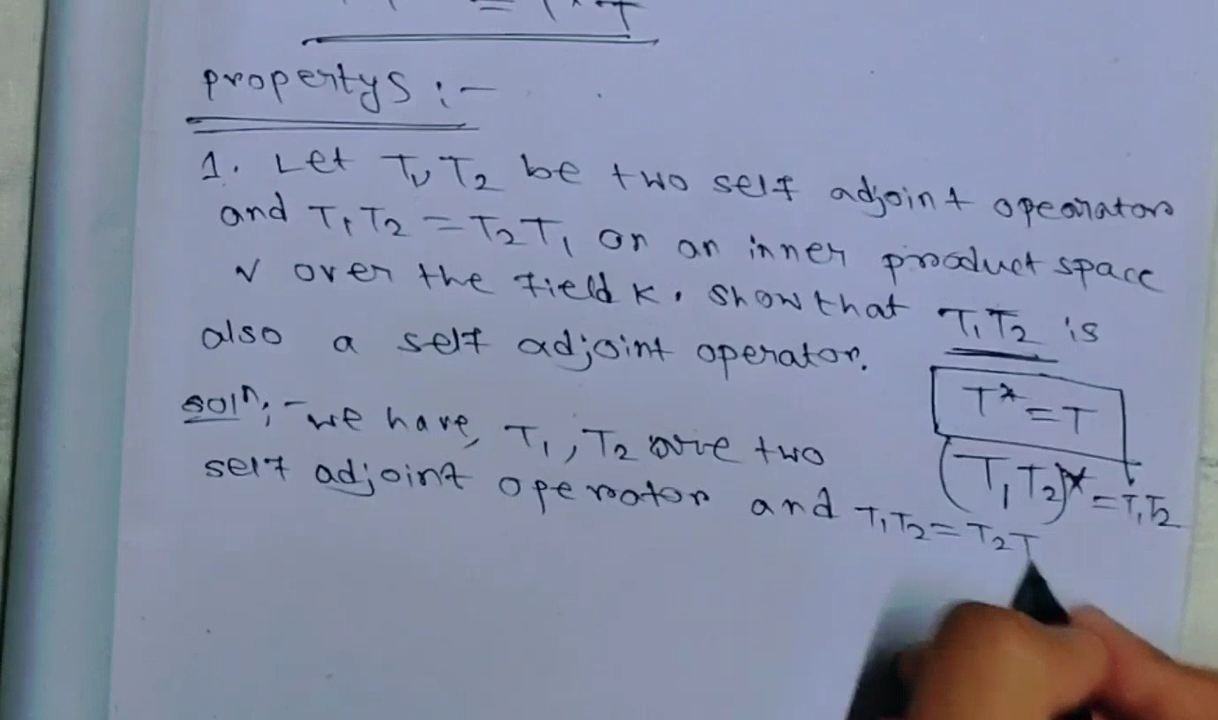 = T*T
propertys :-
1. Let T1, T2 be two self adjoint opearators
and T1T2 = T2T1 on an inner product space
V over the field K. Show that T1T2 is
also a self adjoint operator.
T* = T
Soln: - we have, T1, T2 are two
(T1T2)* = T1T2
self adjoint operator and T1T2 = T2T